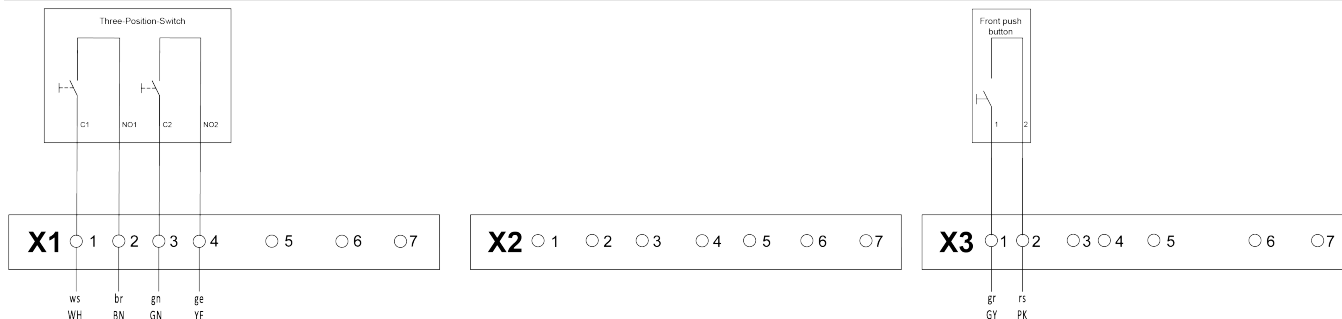 Three-Position-Switch
C1 NO1 C2 NO2
Front push
button
1 2
X1 1 2 3 4 5 6 7
X2 1 2 3 4 5 6 7
X3 1 2 3 4 5 6 7
ws br gn ge
WH BN GN YE
gr rs
GY PK